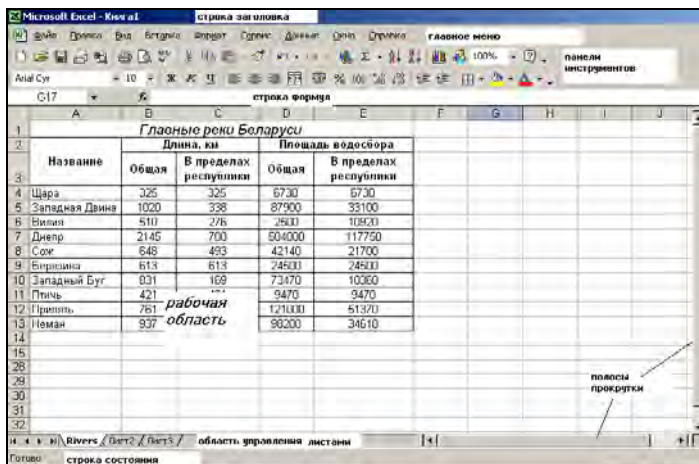 Microsoft Excel - Книга1 строка заголовка
Файл Правка Вид Вставка Формат Сервис Данные Окно Справка главное меню
100% панели
инструментов
Arial Cyr 10 Ж К Ч
G17 fx строка формул
A B C D E F G H I J
1 Главные реки Беларуси
2 Длина, км Площадь водосбора
3 Название Общая В пределах республики Общая В пределах республики
4 Щара 325 325 6730 6730
5 Западная Двина 1020 338 87900 33100
6 Вилия 510 276 10920
7 Днепр 2145 700 504000 117750
8 Сож 648 493 42140 21700
9 Березина 613 613 24500 24500
10 Западный Буг 831 169 73470
11 Птичь 421 9470 9470
12 Припять 761 121000 51370
13 Неман 937 98200 34610
рабочая
область
14
15
28
29
30
31
32
полосы
прокрутки
Rivers Лист2 Лист3 область управления листами
Готово строка состояния